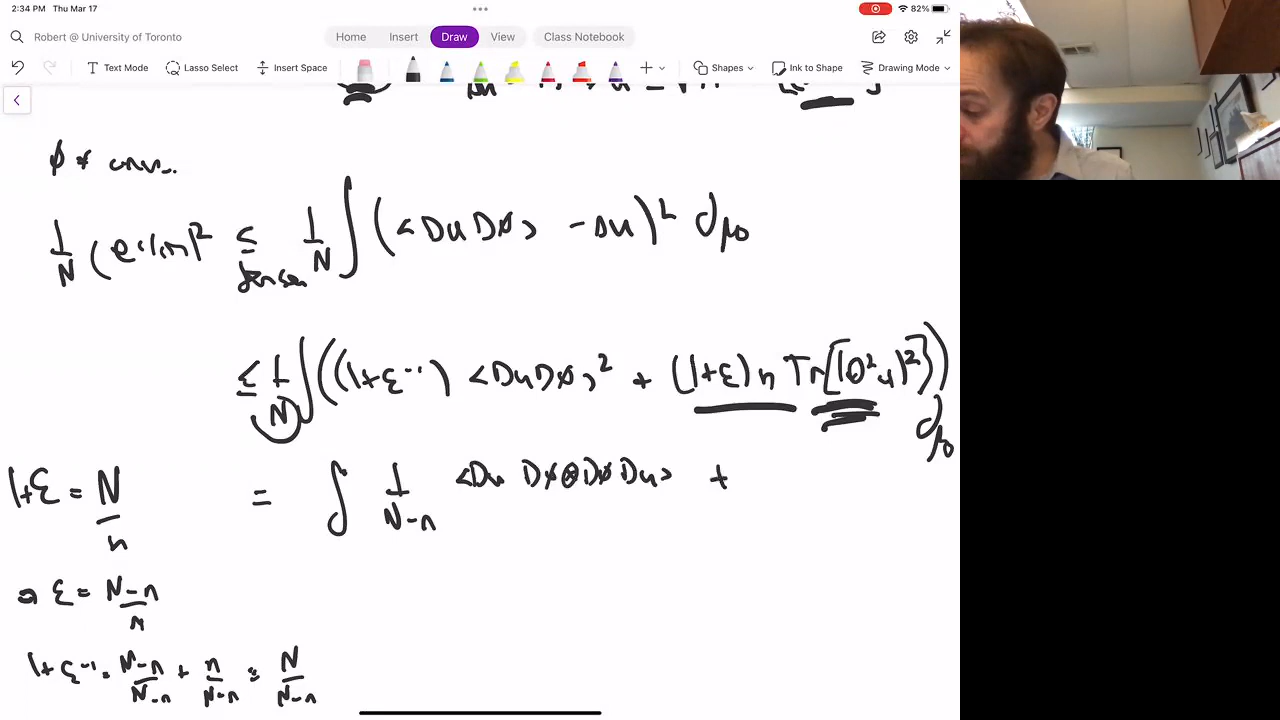 2:34 PM Thu Mar 17
82%
Robert @ University of Toronto
Home Insert Draw View Class Notebook
Text Mode Lasso Select Insert Space Shapes Ink to Shape Drawing Mode
1/N (e''(m))² ≤ 1/N ∫ (<Du Dϕ> - Δu)² dμ₀
Jensen
≤ 1/N ∫ ((1+ε⁻¹) <Du Dϕ>² + (1+ε) n Tr[(D²u)²]) dμ₀
1+ε = N/n
= ∫ 1/(N-n) <Du Dϕ⊗Dϕ Du> +
⇒ ε = (N-n)/n
1+ε⁻¹ = (N-n)/(N-n) + n/(N-n) = N/(N-n)